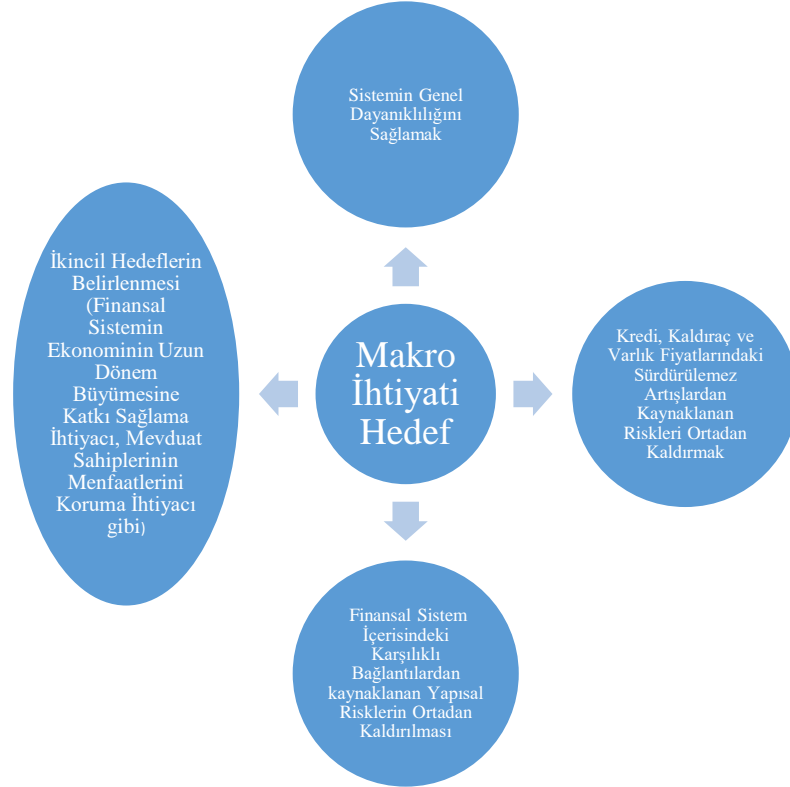 Sistemin Genel
Dayanıklılığını
Sağlamak
İkincil Hedeflerin
Belirlenmesi
(Finansal
Sistemin
Ekonominin Uzun
Dönem
Büyümesine
Katkı Sağlama
İhtiyacı, Mevduat
Sahiplerinin
Menfaatlerini
Koruma İhtiyacı
gibi)
Makro
İhtiyati
Hedef
Kredi, Kaldıraç ve
Varlık Fiyatlarındaki
Sürdürülemez
Artışlardan
Kaynaklanan
Riskleri Ortadan
Kaldırmak
Finansal Sistem
İçerisindeki
Karşılıklı
Bağlantılardan
kaynaklanan Yapısal
Risklerin Ortadan
Kaldırılması